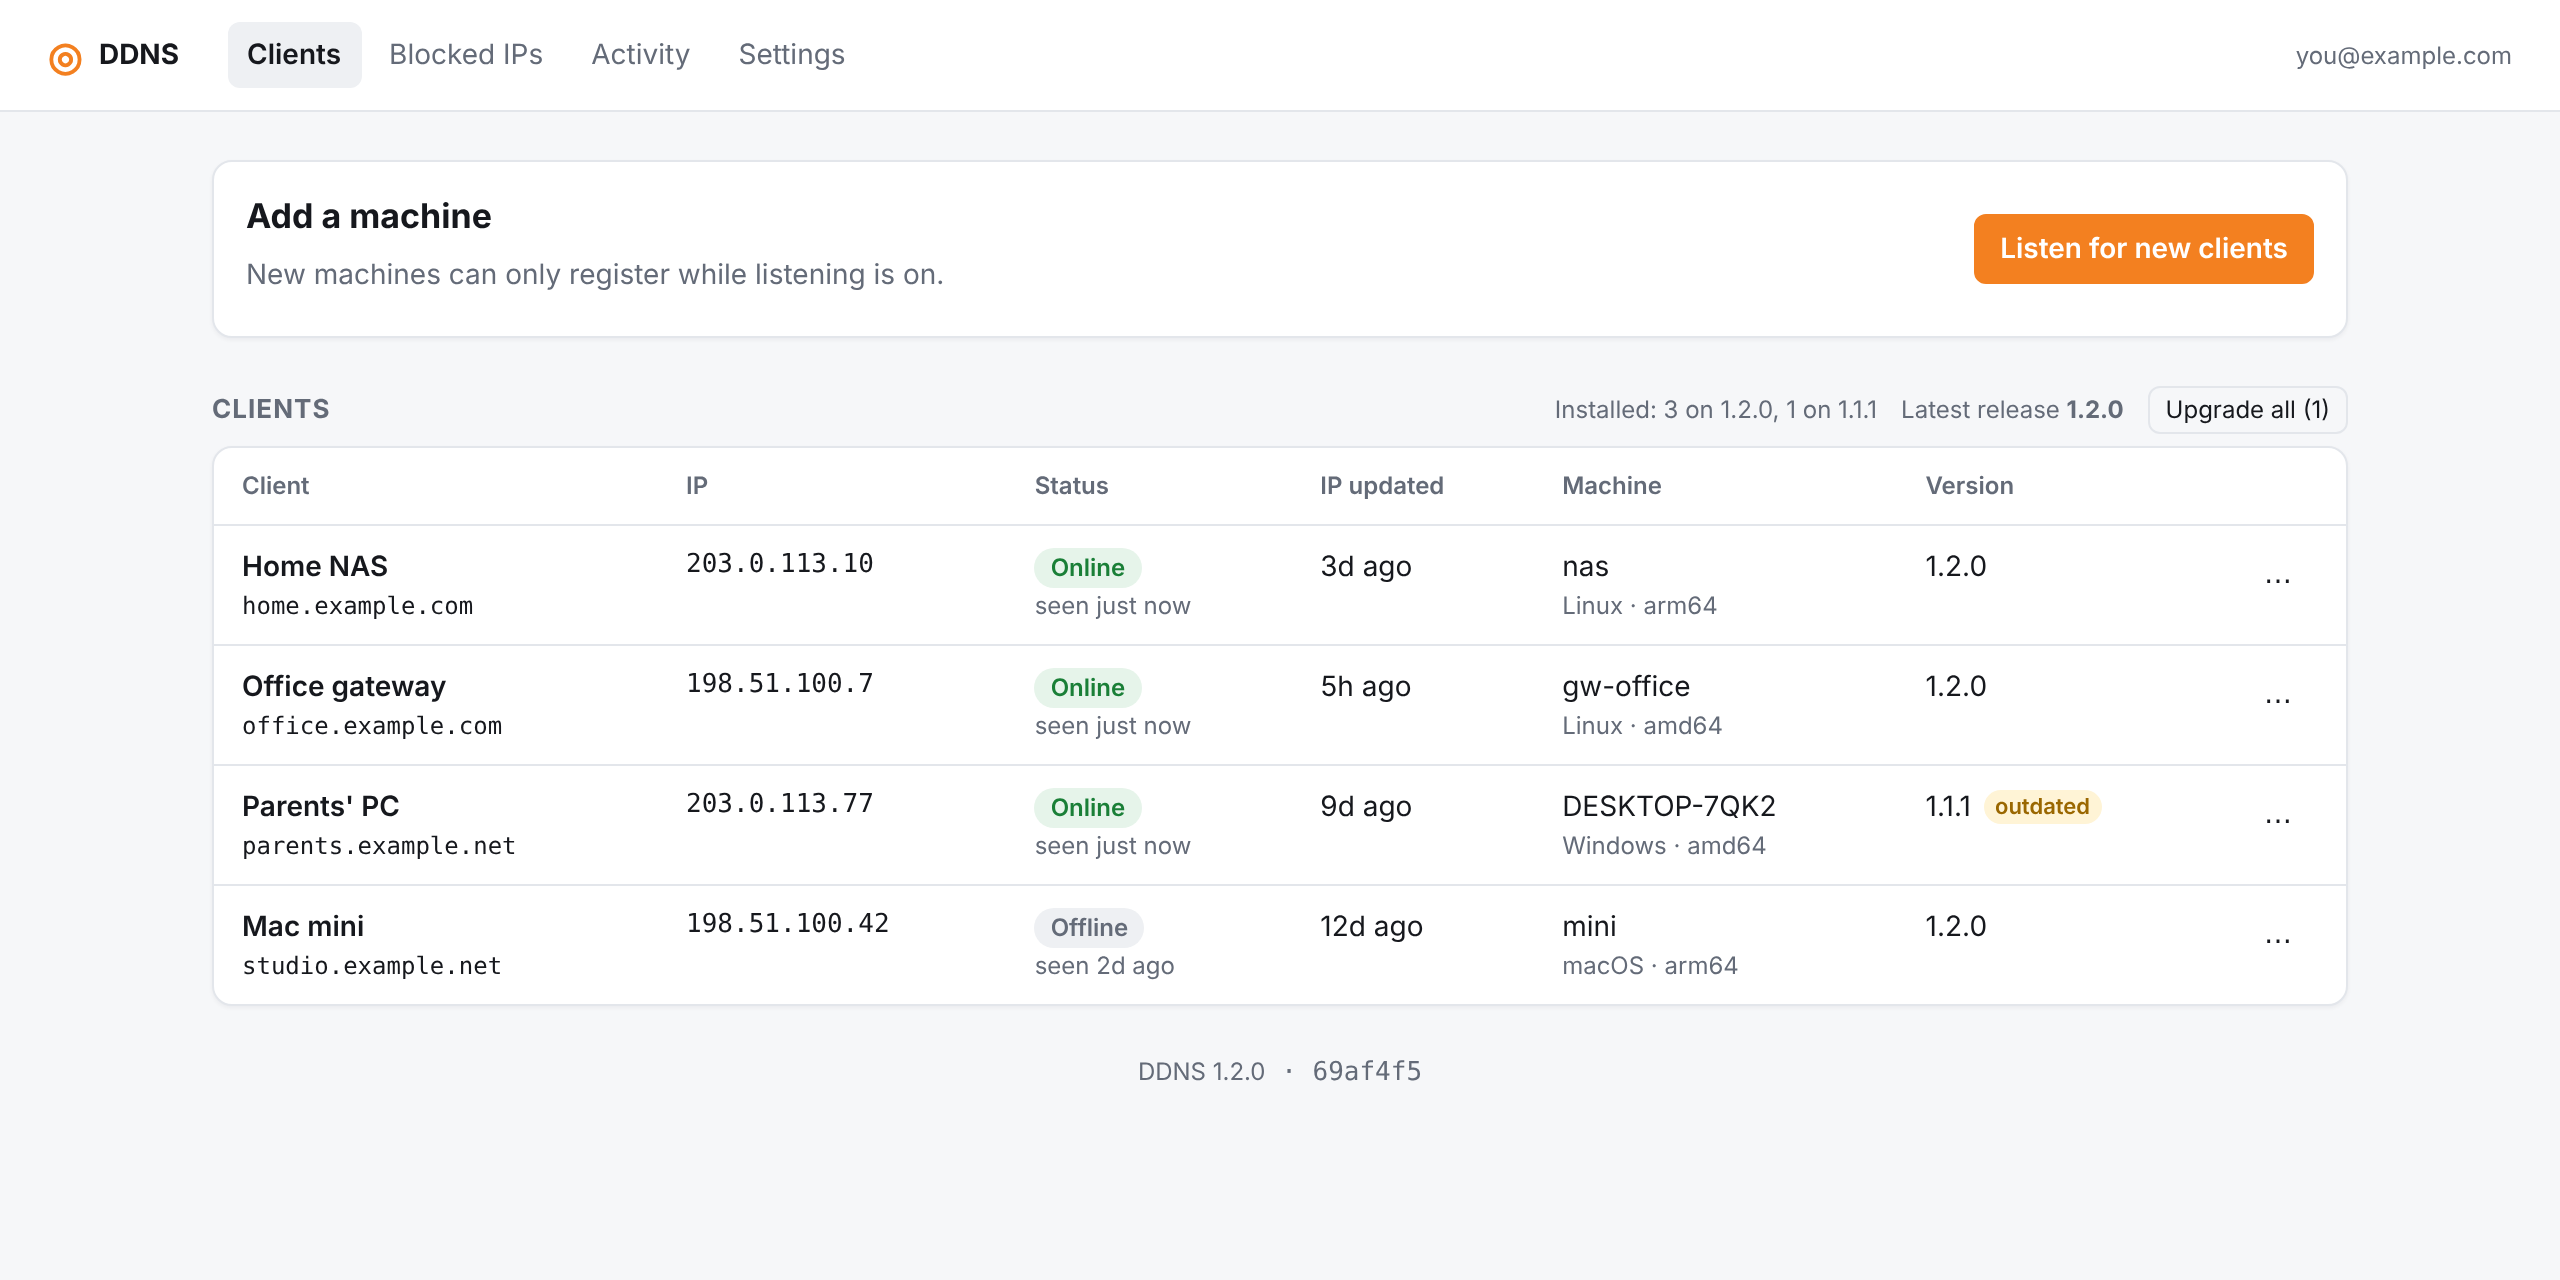 DDNS Clients Blocked IPs Activity Settings you@example.com
Add a machine
New machines can only register while listening is on.
Listen for new clients
CLIENTS Installed: 3 on 1.2.0, 1 on 1.1.1 Latest release 1.2.0 Upgrade all (1)
Client IP Status IP updated Machine Version
Home NAS 203.0.113.10 Online 3d ago nas 1.2.0 ...
home.example.com seen just now Linux · arm64
Office gateway 198.51.100.7 Online 5h ago gw-office 1.2.0 ...
office.example.com seen just now Linux · amd64
Parents' PC 203.0.113.77 Online 9d ago DESKTOP-7QK2 1.1.1 outdated ...
parents.example.net seen just now Windows · amd64
Mac mini 198.51.100.42 Offline 12d ago mini 1.2.0 ...
studio.example.net seen 2d ago macOS · arm64
DDNS 1.2.0 · 69af4f5